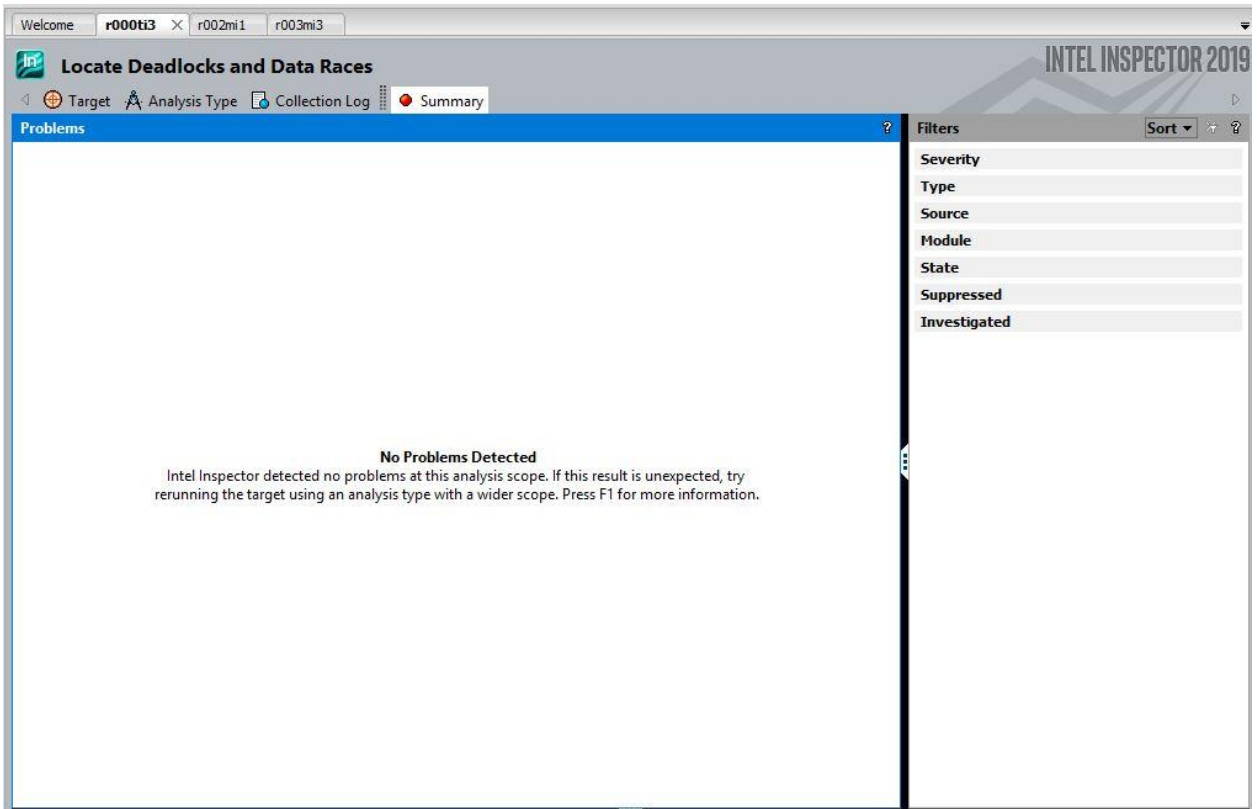 Welcome r000ti3 r002mi1 r003mi3
Locate Deadlocks and Data Races
INTEL INSPECTOR 2019
Target Analysis Type Collection Log Summary
Problems ?
Filters Sort ?
Severity
Type
Source
Module
State
Suppressed
Investigated
No Problems Detected
Intel Inspector detected no problems at this analysis scope. If this result is unexpected, try
rerunning the target using an analysis type with a wider scope. Press F1 for more information.